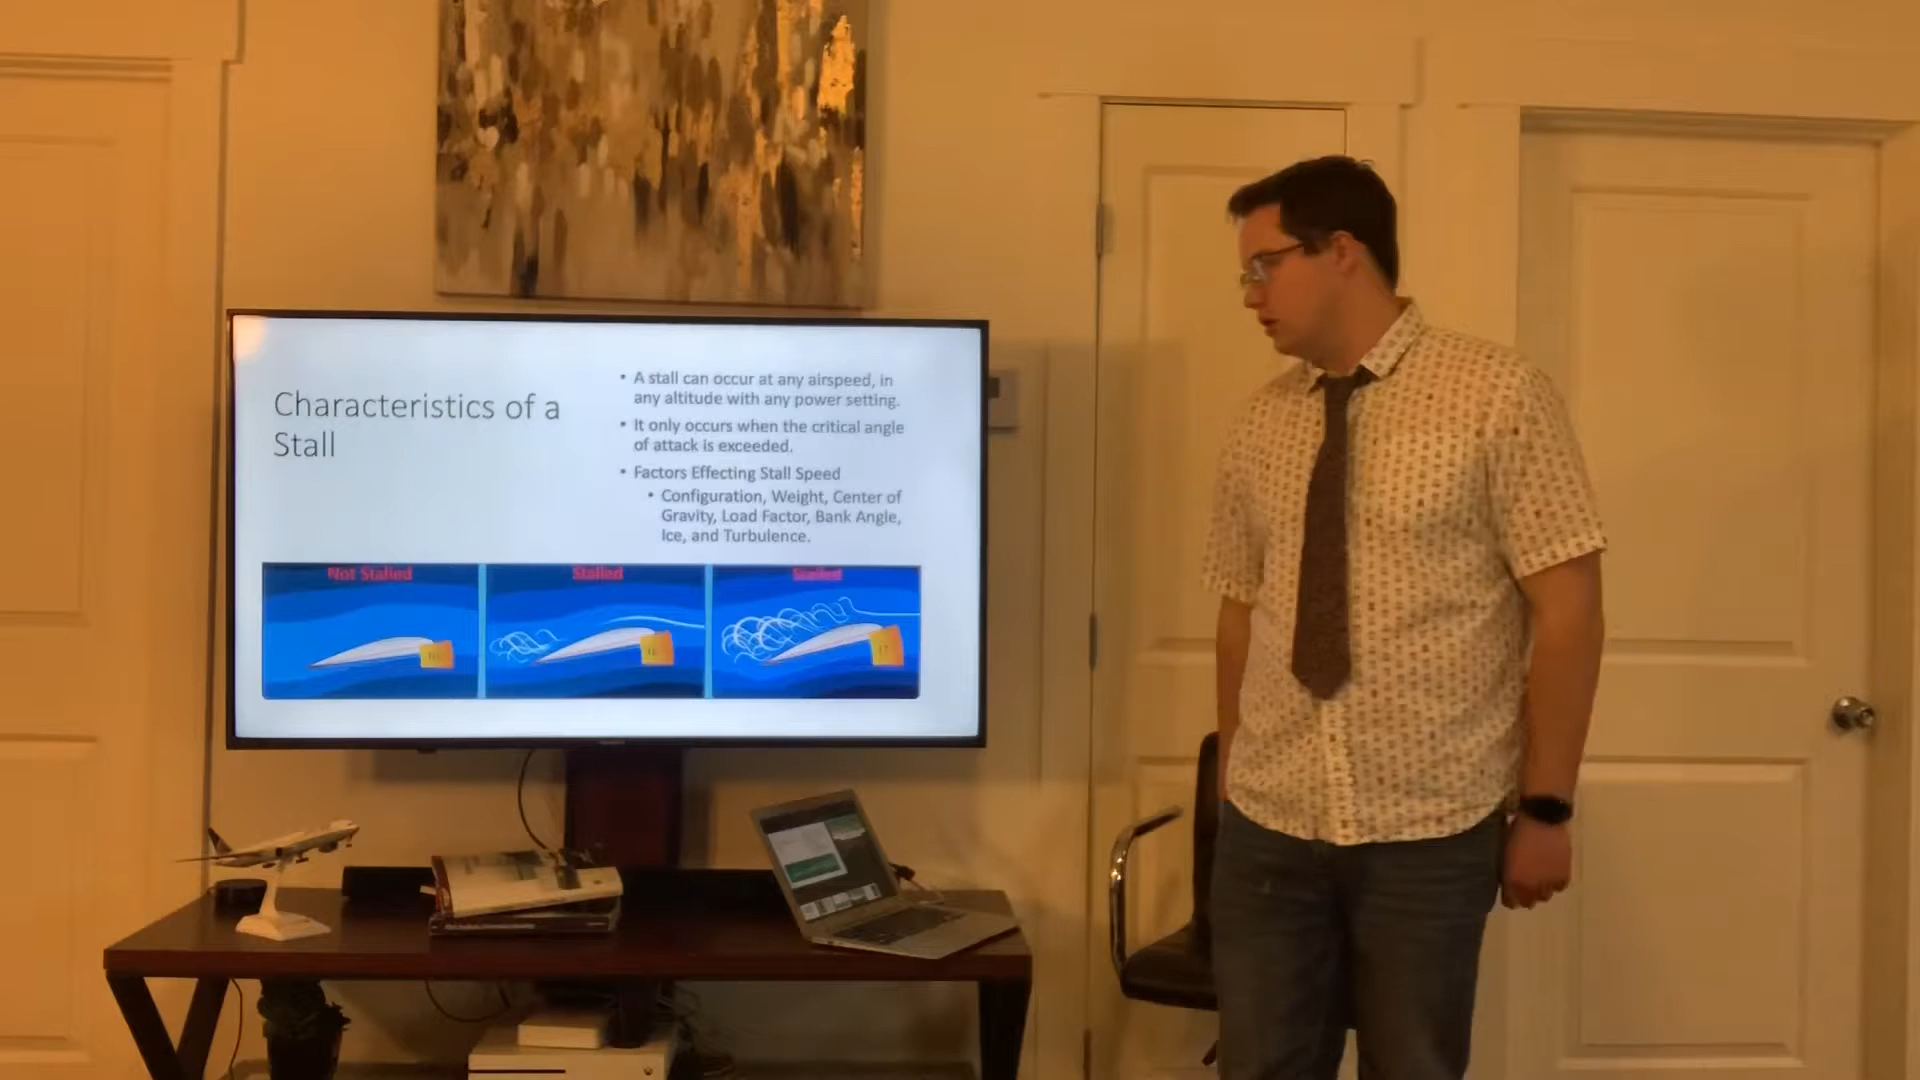 Characteristics of a
Stall
• A stall can occur at any airspeed, in
any altitude with any power setting.
• It only occurs when the critical angle
of attack is exceeded.
• Factors Effecting Stall Speed
• Configuration, Weight, Center of
Gravity, Load Factor, Bank Angle,
Ice, and Turbulence.
Not Stalled
Stalled
Stalled
17